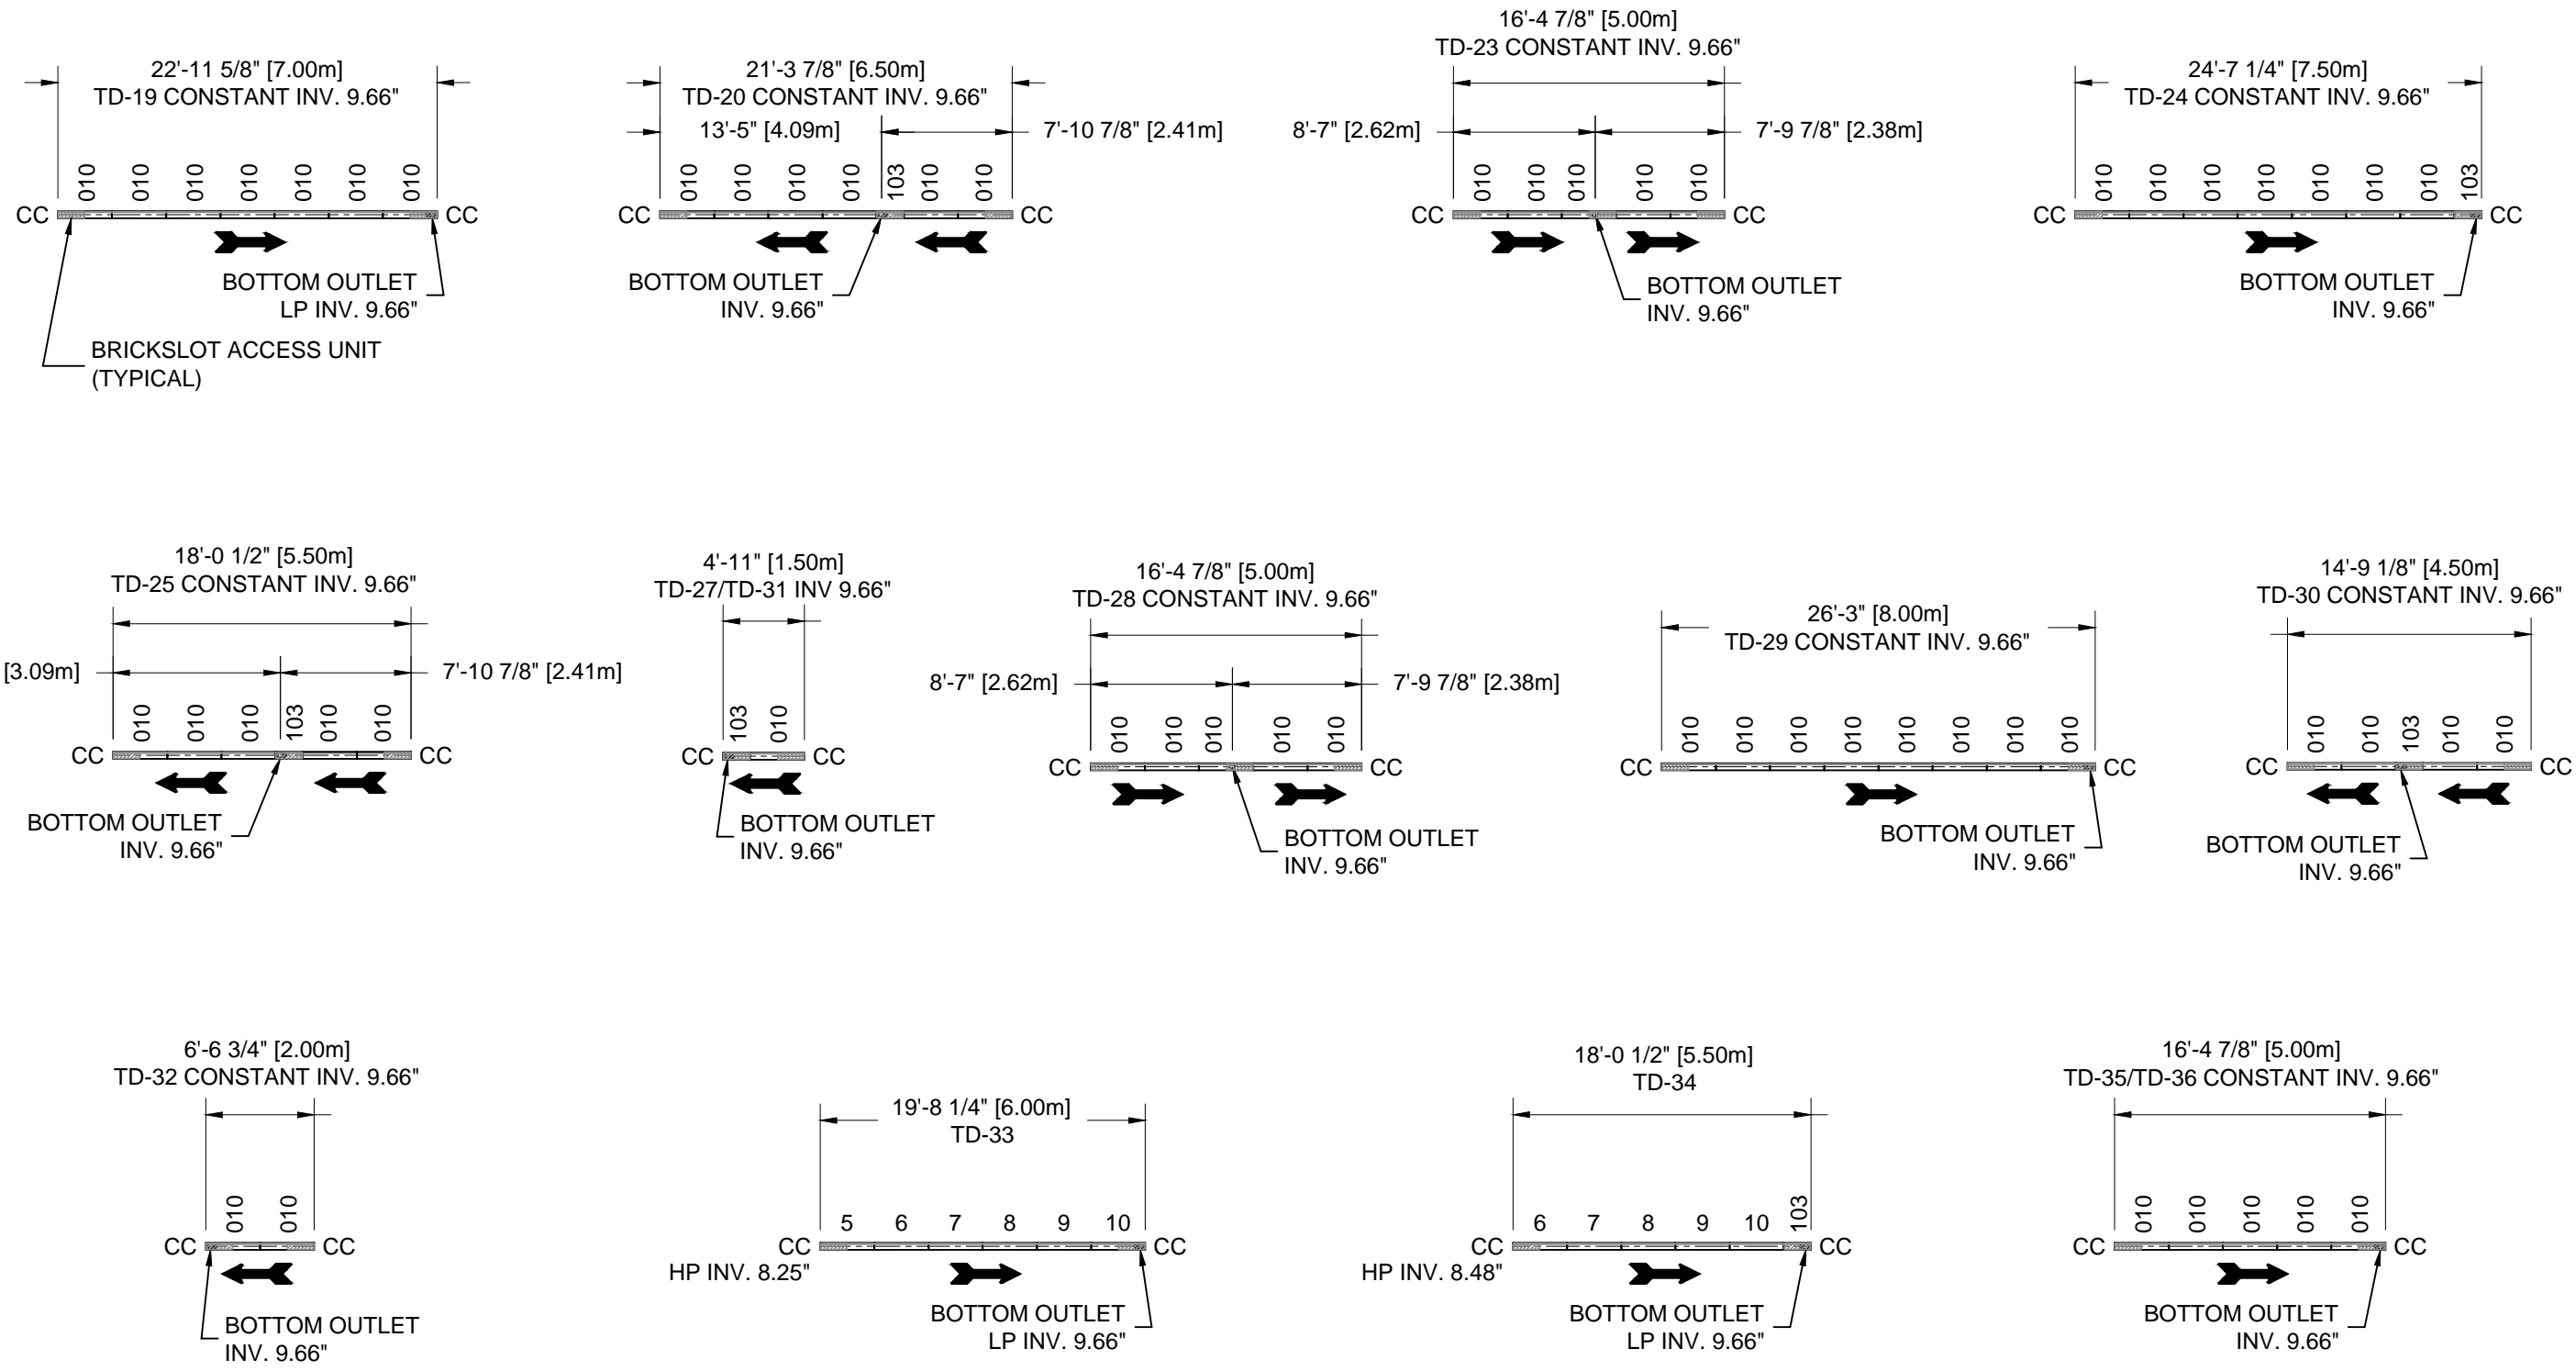 22'-11 5/8" [7.00m]
TD-19 CONSTANT INV. 9.66"
010 010 010 010 010 010 010
CC CC
BOTTOM OUTLET
LP INV. 9.66"
BRICKSLOT ACCESS UNIT
(TYPICAL)
21'-3 7/8" [6.50m]
TD-20 CONSTANT INV. 9.66"
13'-5" [4.09m] 7'-10 7/8" [2.41m]
010 010 010 010 103 010 010
CC CC
BOTTOM OUTLET
INV. 9.66"
16'-4 7/8" [5.00m]
TD-23 CONSTANT INV. 9.66"
8'-7" [2.62m] 7'-9 7/8" [2.38m]
010 010 010 010 010
CC CC
BOTTOM OUTLET
INV. 9.66"
24'-7 1/4" [7.50m]
TD-24 CONSTANT INV. 9.66"
010 010 010 010 010 010 010 103
CC CC
BOTTOM OUTLET
INV. 9.66"
18'-0 1/2" [5.50m]
TD-25 CONSTANT INV. 9.66"
[3.09m] 7'-10 7/8" [2.41m]
010 010 010 103 010 010
CC CC
BOTTOM OUTLET
INV. 9.66"
4'-11" [1.50m]
TD-27/TD-31 INV 9.66"
103 010
CC CC
BOTTOM OUTLET
INV. 9.66"
16'-4 7/8" [5.00m]
TD-28 CONSTANT INV. 9.66"
8'-7" [2.62m] 7'-9 7/8" [2.38m]
010 010 010 010 010
CC CC
BOTTOM OUTLET
INV. 9.66"
26'-3" [8.00m]
TD-29 CONSTANT INV. 9.66"
010 010 010 010 010 010 010 010
CC CC
BOTTOM OUTLET
INV. 9.66"
14'-9 1/8" [4.50m]
TD-30 CONSTANT INV. 9.66"
010 010 103 010 010
CC CC
BOTTOM OUTLET
INV. 9.66"
6'-6 3/4" [2.00m]
TD-32 CONSTANT INV. 9.66"
010 010
CC CC
BOTTOM OUTLET
INV. 9.66"
19'-8 1/4" [6.00m]
TD-33
5 6 7 8 9 10
CC CC
HP INV. 8.25"
BOTTOM OUTLET
LP INV. 9.66"
18'-0 1/2" [5.50m]
TD-34
6 7 8 9 10 103
CC CC
HP INV. 8.48"
BOTTOM OUTLET
LP INV. 9.66"
16'-4 7/8" [5.00m]
TD-35/TD-36 CONSTANT INV. 9.66"
010 010 010 010 010
CC CC
BOTTOM OUTLET
INV. 9.66"